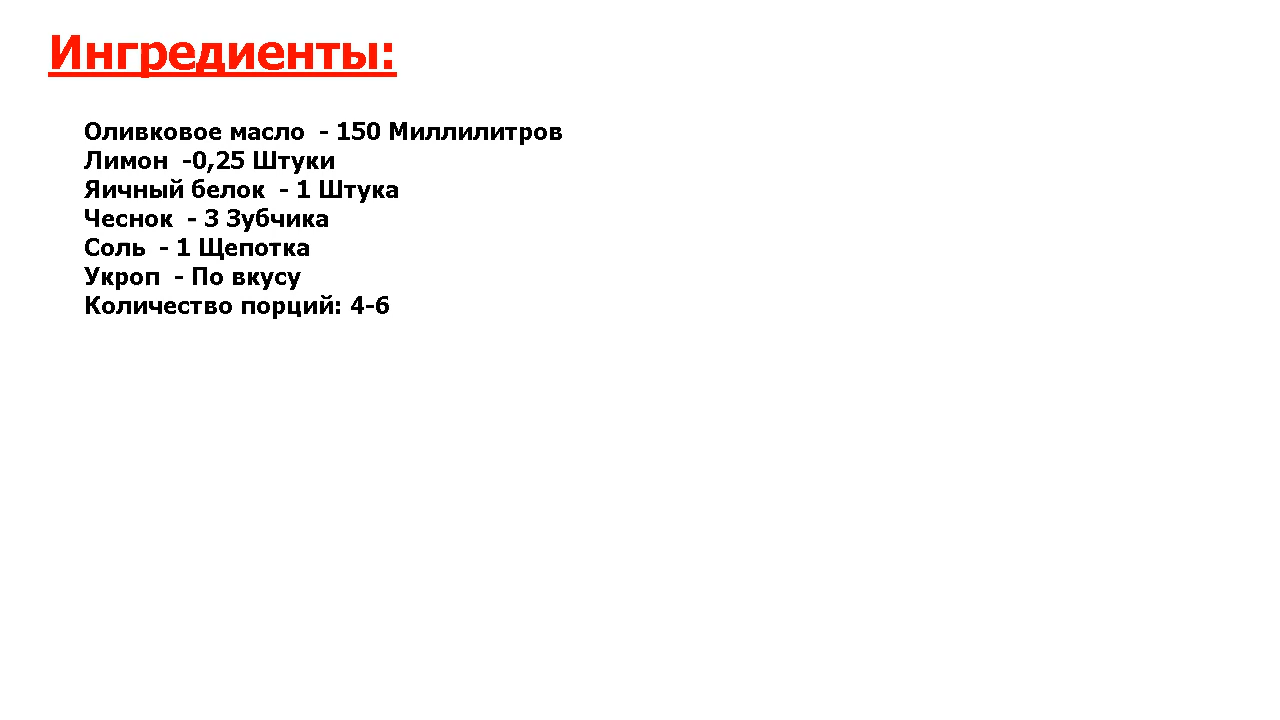 Ингредиенты:
Оливковое масло  - 150 Миллилитров
Лимон  -0,25 Штуки
Яичный белок  - 1 Штука
Чеснок  - 3 Зубчика
Соль  - 1 Щепотка
Укроп  - По вкусу
Количество порций: 4-6